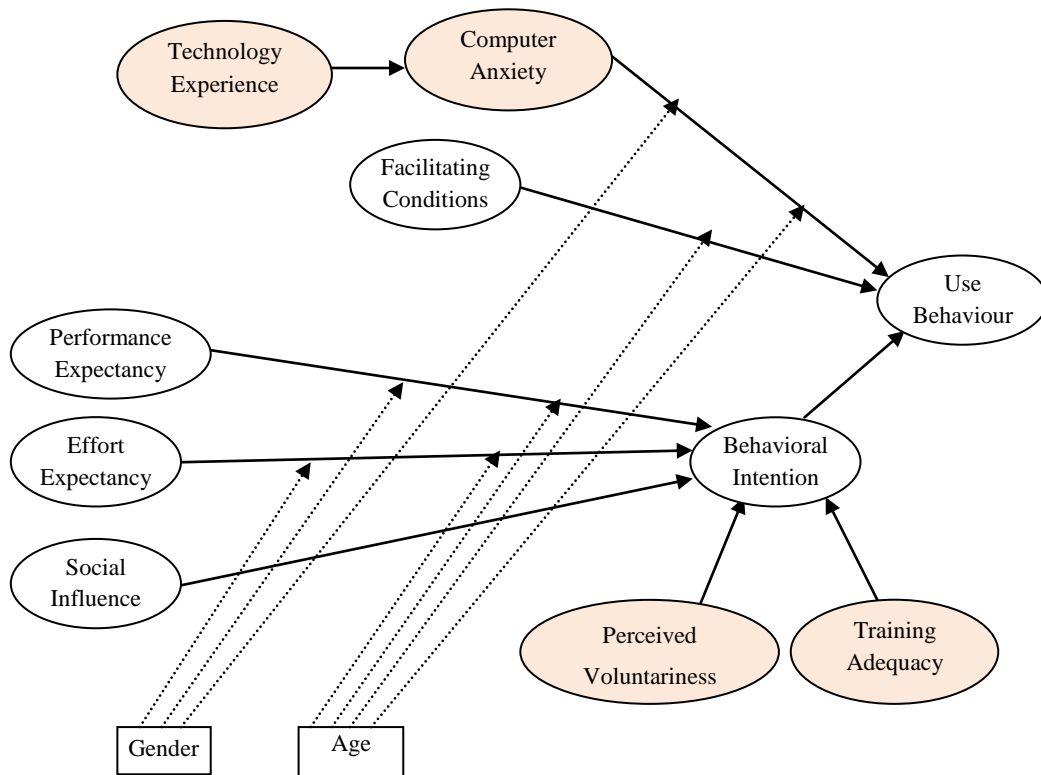 Technology
Experience
Computer
Anxiety
Facilitating
Conditions
Use
Behaviour
Performance
Expectancy
Effort
Expectancy
Behavioral
Intention
Social
Influence
Perceived
Voluntariness
Training
Adequacy
Gender
Age